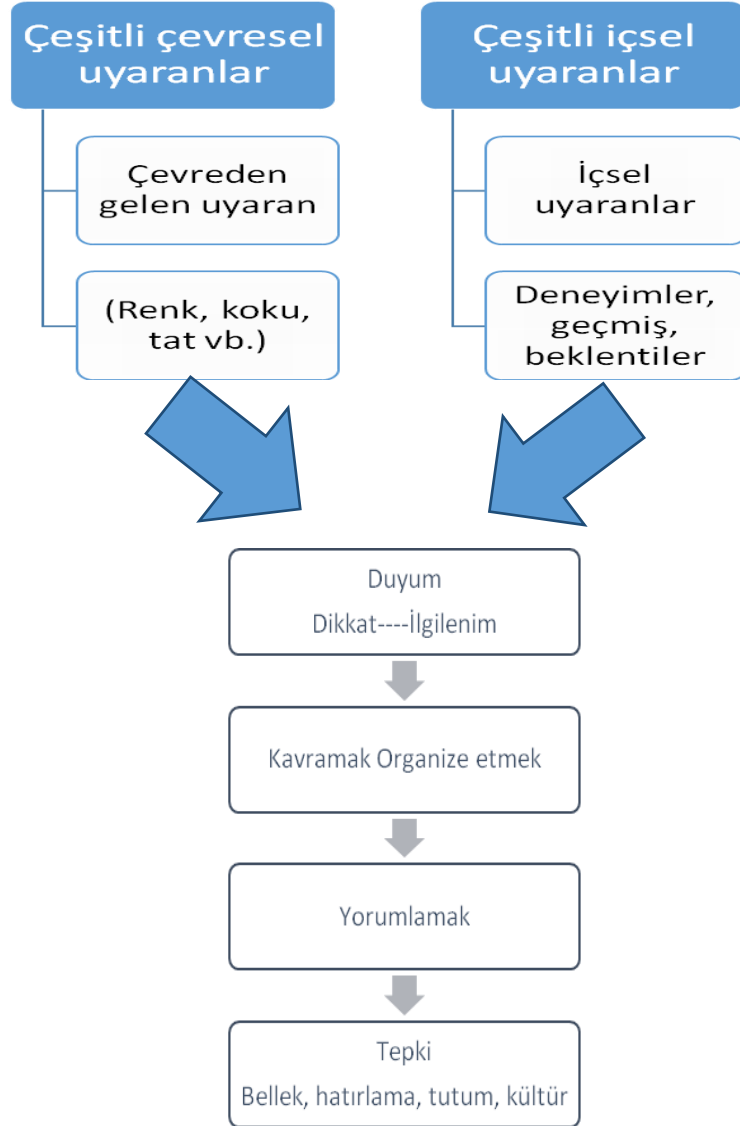 Çeşitli çevresel
uyaranlar
Çevreden
gelen uyaran
(Renk, koku,
tat vb.)
Çeşitli içsel
uyaranlar
İçsel
uyaranlar
Deneyimler,
geçmiş,
beklentiler
Duyum
Dikkat----İlgilenim
Kavramak Organize etmek
Yorumlamak
Tepki
Bellek, hatırlama, tutum, kültür